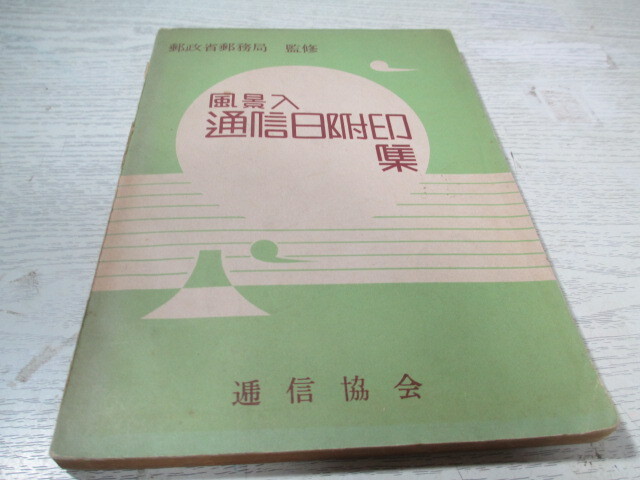 郵政省郵務局 監修
風景入
通信日附印
集
逓信協会